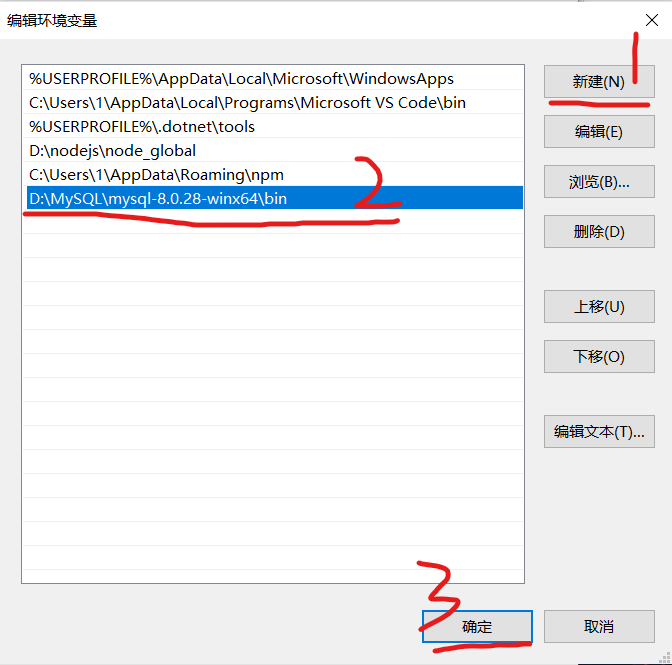 编辑环境变量
%USERPROFILE%\AppData\Local\Microsoft\WindowsApps
C:\Users\1\AppData\Local\Programs\Microsoft VS Code\bin
%USERPROFILE%\.dotnet\tools
D:\nodejs\node_global
C:\Users\1\AppData\Roaming\npm
D:\MySQL\mysql-8.0.28-winx64\bin
2
1
新建(N)
编辑(E)
浏览(B)...
删除(D)
上移(U)
下移(O)
编辑文本(T)...
3
确定
取消